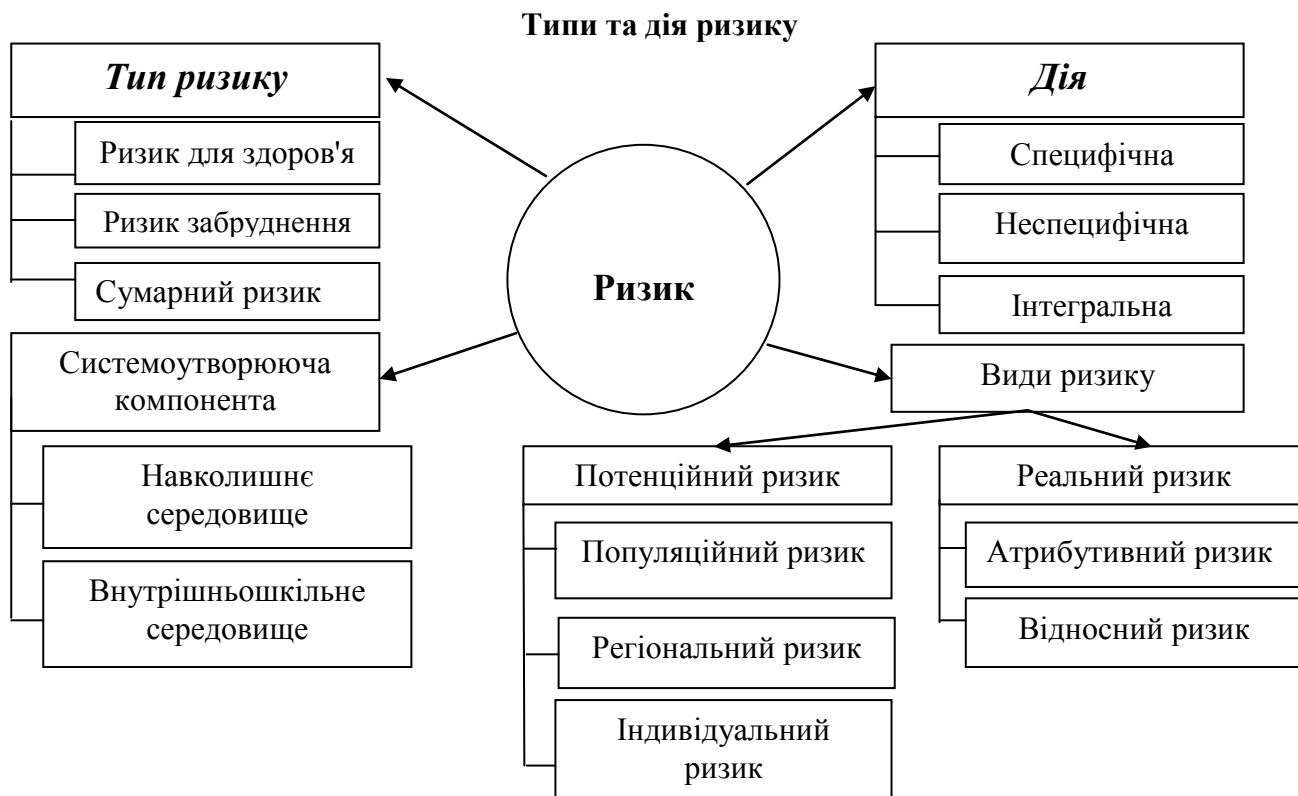 Типи та дія ризику
Тип ризику
Ризик для здоров'я
Ризик забруднення
Сумарний ризик
Системоутворююча
компонента
Навколишнє
середовище
Внутрішньошкільне
середовище
Ризик
Дія
Специфічна
Неспецифічна
Інтегральна
Види ризику
Потенційний ризик
Популяційний ризик
Регіональний ризик
Індивідуальний
ризик
Реальний ризик
Атрибутивний ризик
Відносний ризик